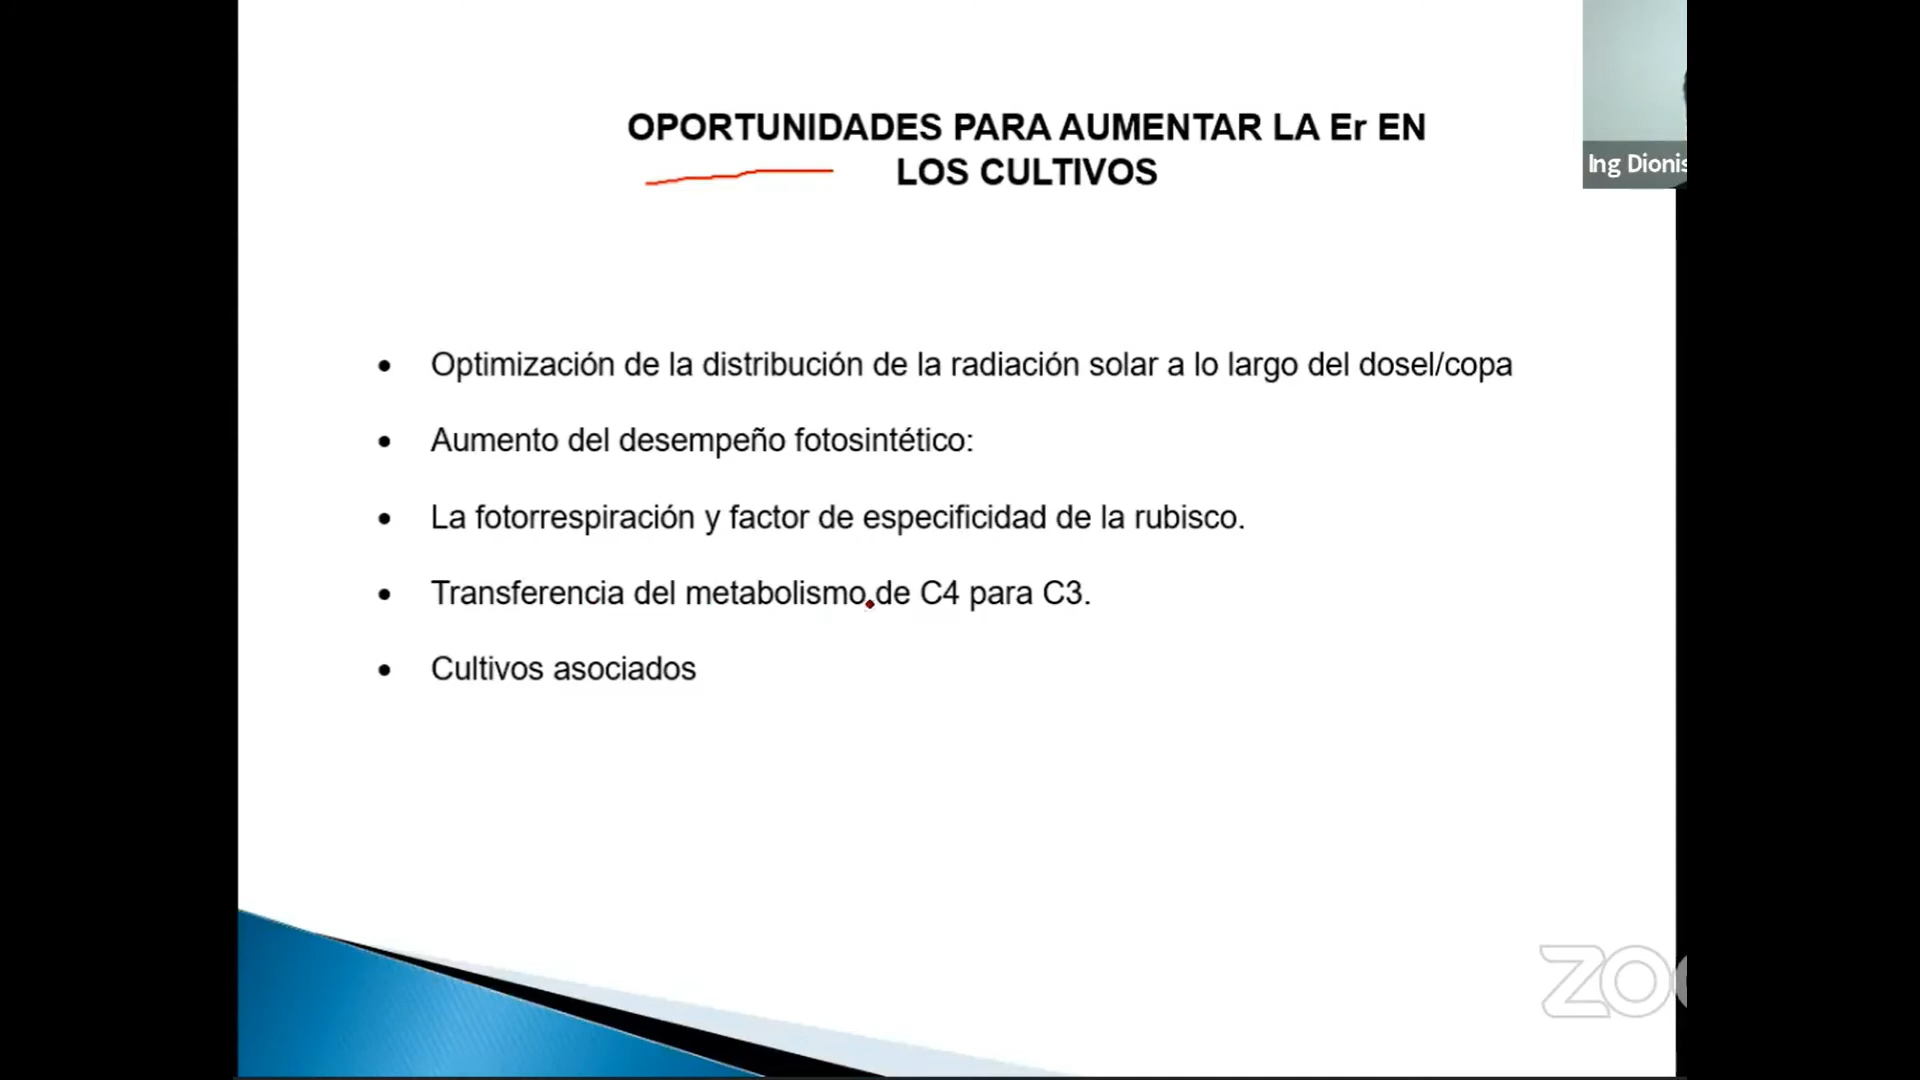 OPORTUNIDADES PARA AUMENTAR LA Er EN
LOS CULTIVOS
Ing Dionis
• Optimización de la distribución de la radiación solar a lo largo del dosel/copa
• Aumento del desempeño fotosintético:
• La fotorrespiración y factor de especificidad de la rubisco.
• Transferencia del metabolismo de C4 para C3.
• Cultivos asociados